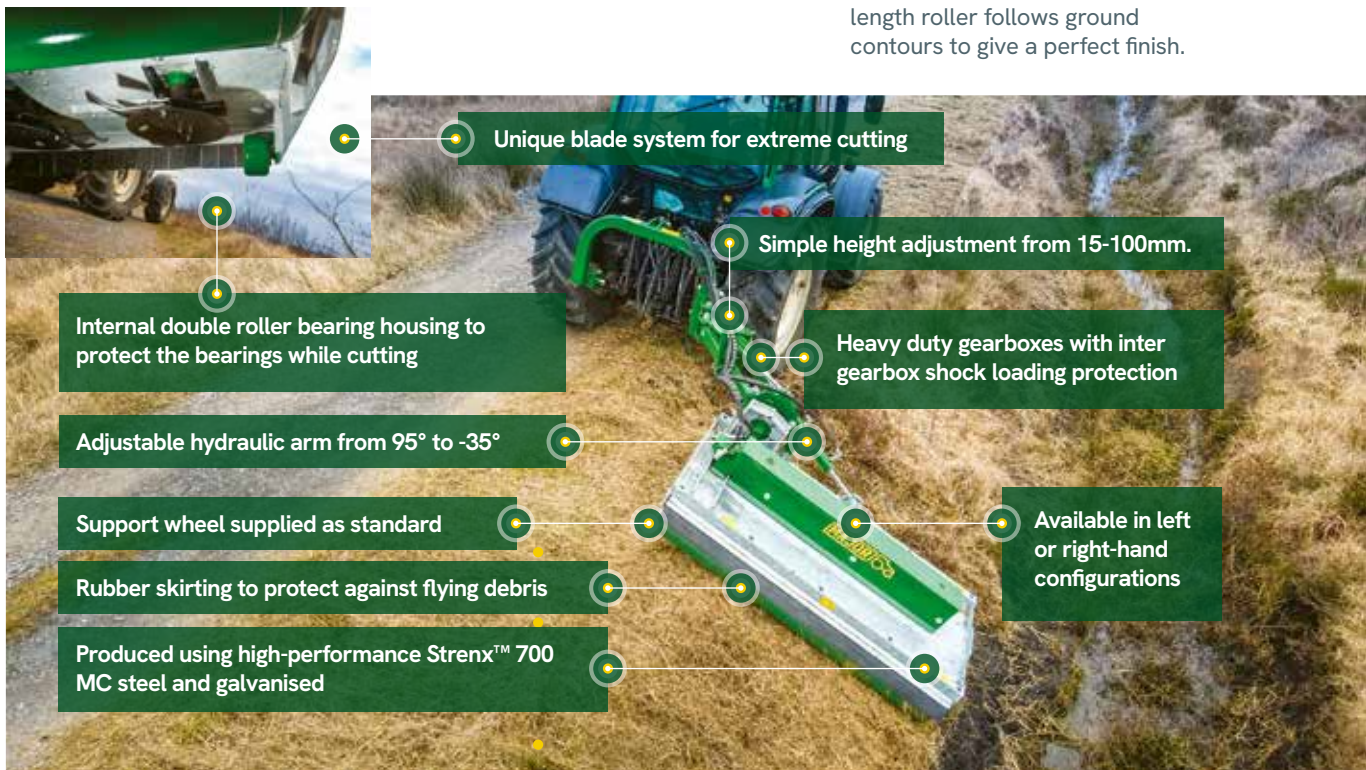 length roller follows ground
contours to give a perfect finish.
Unique blade system for extreme cutting
Simple height adjustment from 15-100mm.
Internal double roller bearing housing to
protect the bearings while cutting
Heavy duty gearboxes with inter
gearbox shock loading protection
Adjustable hydraulic arm from 95° to -35°
Support wheel supplied as standard
Available in left
or right-hand
configurations
Rubber skirting to protect against flying debris
Produced using high-performance Strenx™ 700
MC steel and galvanised